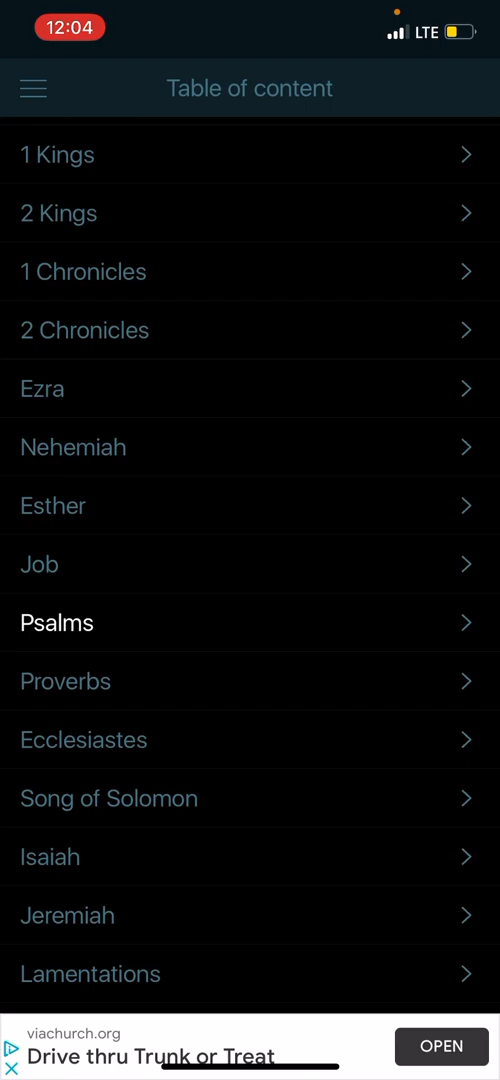 12:04
LTE
Table of content
1 Kings
2 Kings
1 Chronicles
2 Chronicles
Ezra
Nehemiah
Esther
Job
Psalms
Proverbs
Ecclesiastes
Song of Solomon
Isaiah
Jeremiah
Lamentations
viachurch.org
Drive thru Trunk or Treat
OPEN